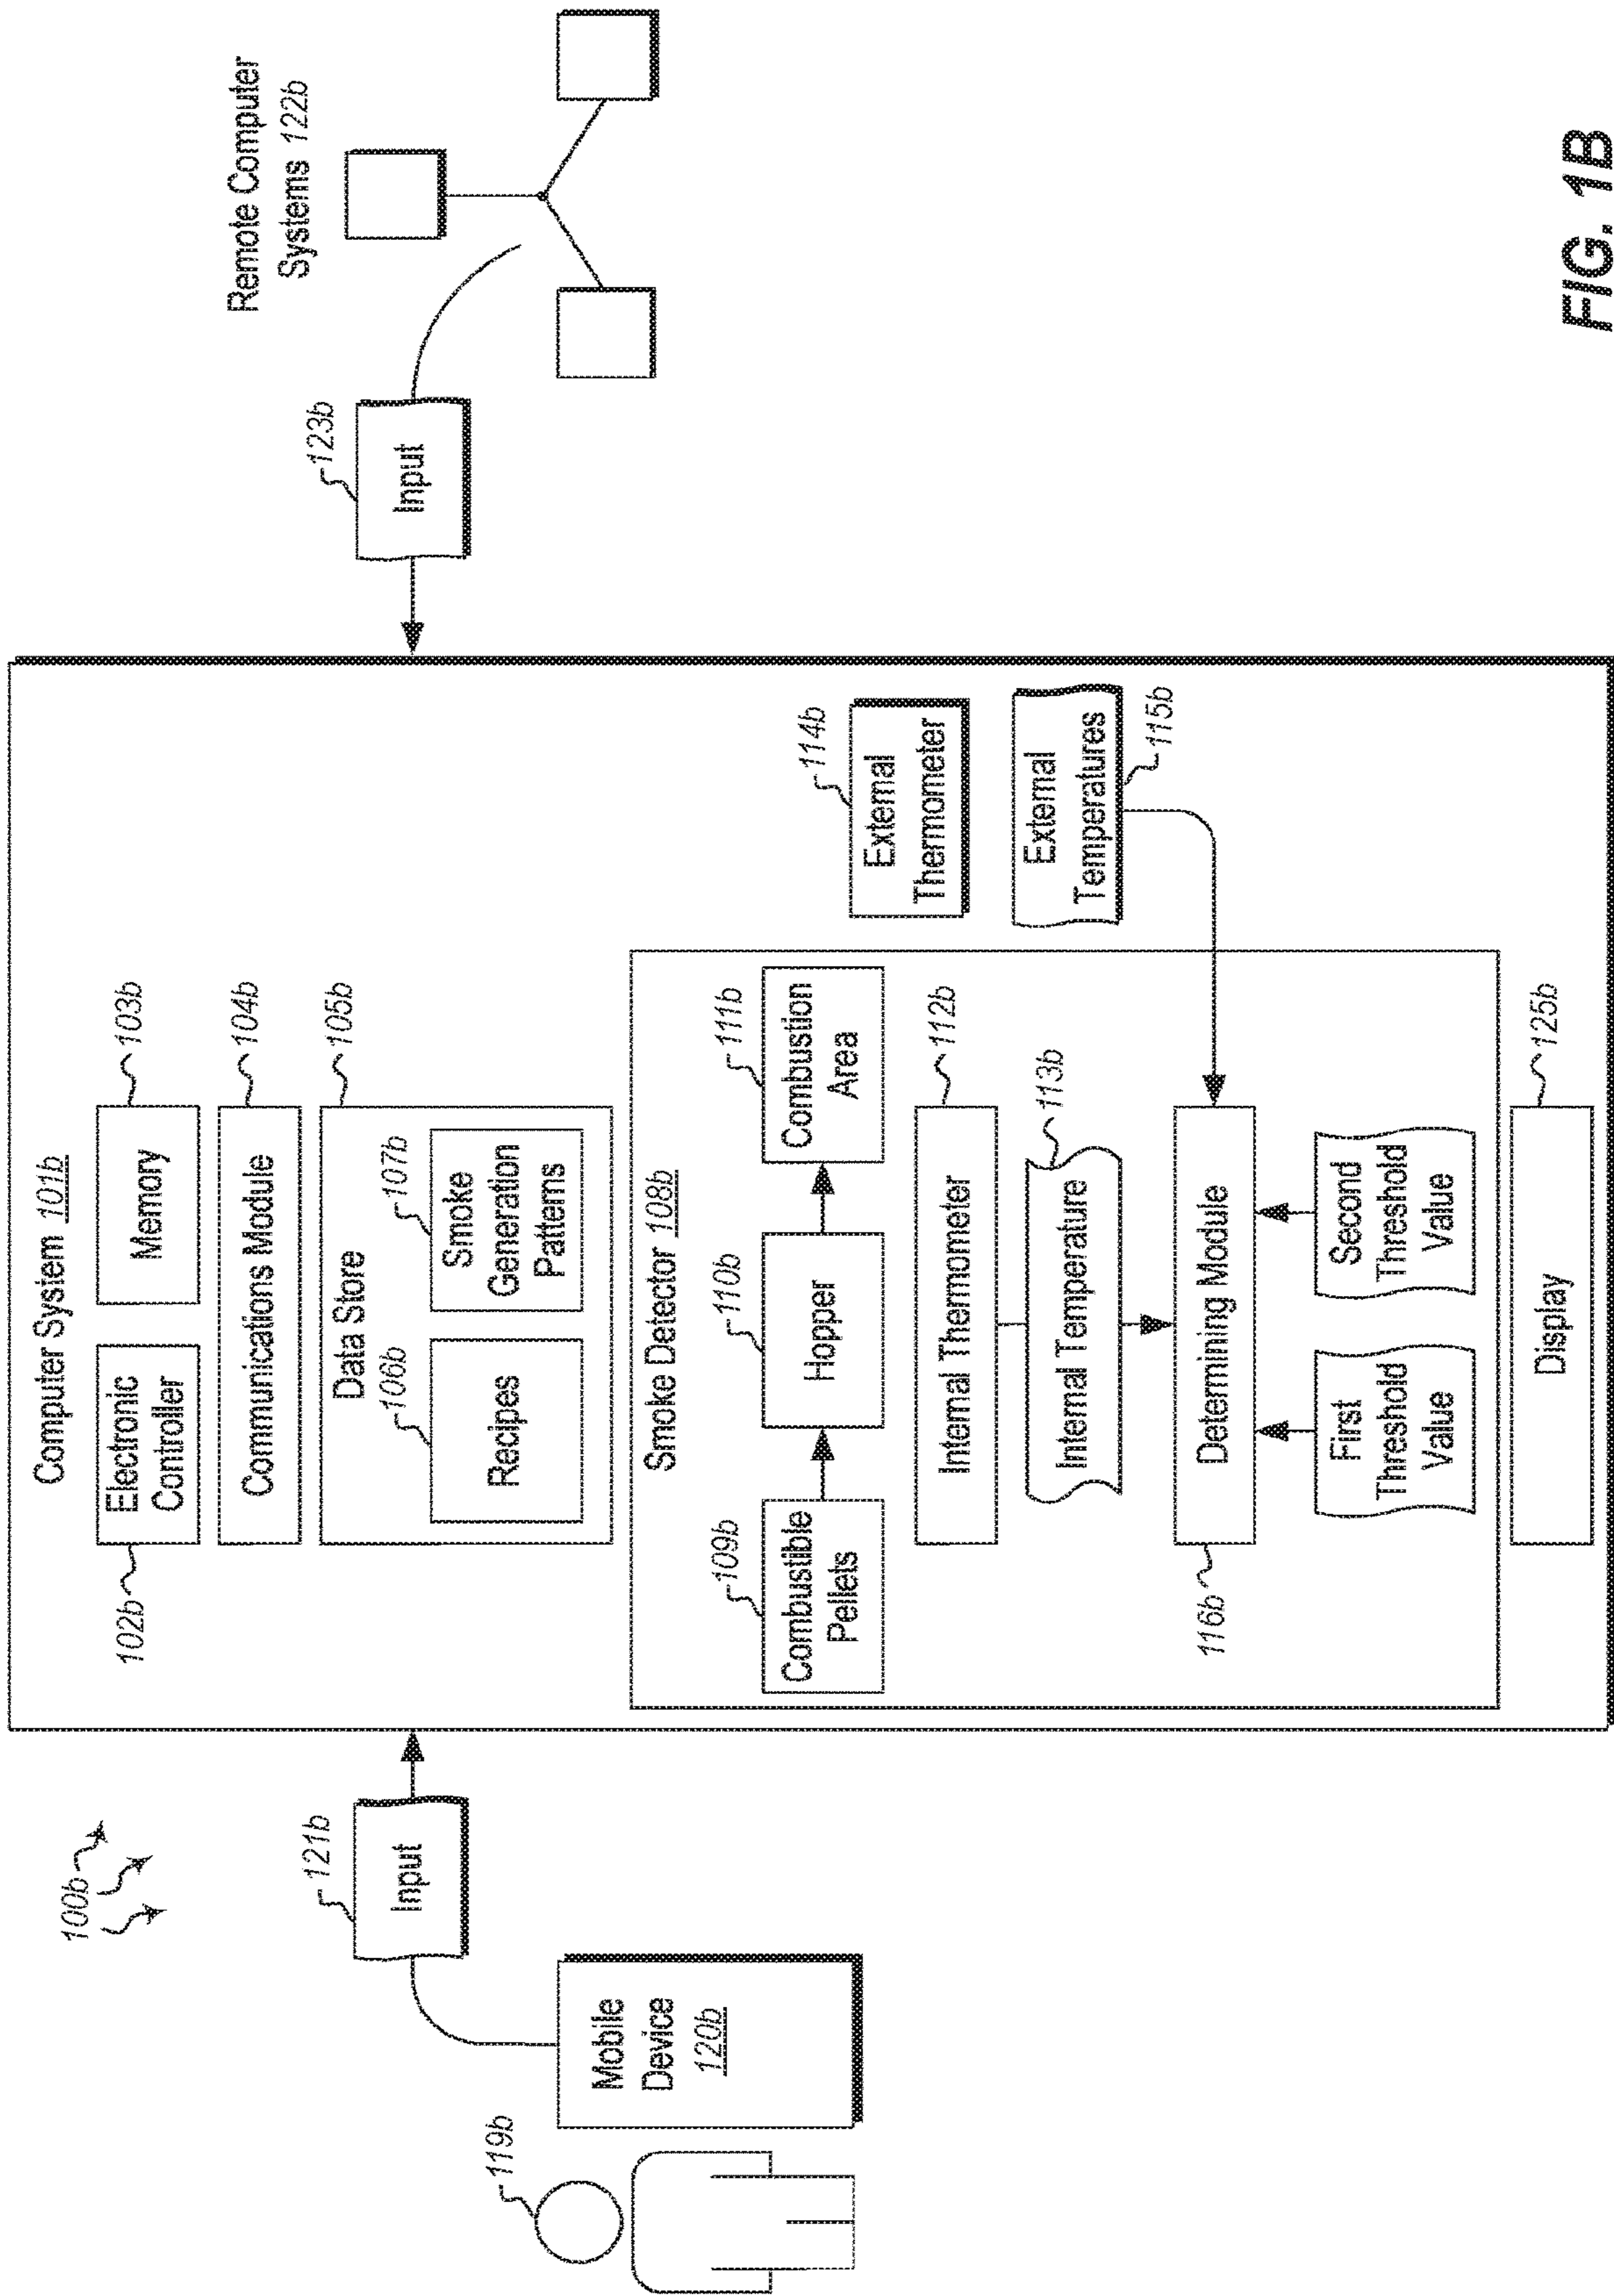 100b
119b
Mobile
Device
120b
121b
Input
Computer System 101b
102b
Electronic
Controller
Memory
103b
Communications Module
104b
Data Store
105b
106b
Recipes
107b
Smoke
Generation
Patterns
Smoke Detector 108b
109b
Combustible
Pellets
110b
Hopper
111b
Combustion
Area
Internal Thermometer
112b
Internal Temperature
113b
114b
External
Thermometer
External
Temperatures
115b
Determining Module
116b
First
Threshold
Value
Second
Threshold
Value
Display
125b
123b
Input
Remote Computer
Systems 122b
FIG. 1B